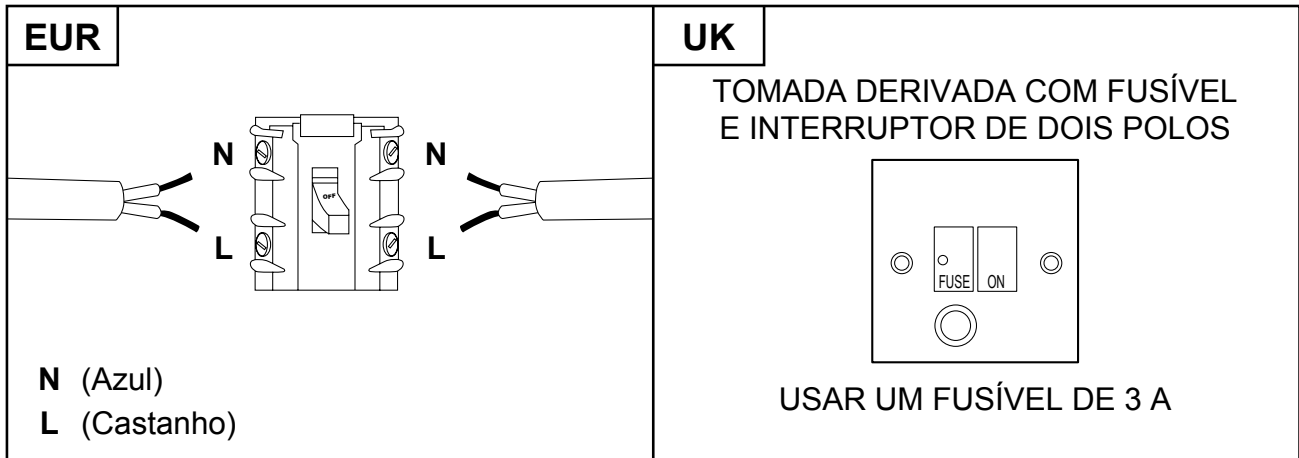 EUR
N
N
OFF
L
L
N (Azul)
L (Castanho)
UK
TOMADA DERIVADA COM FUSÍVEL
E INTERRUPTOR DE DOIS POLOS
FUSE ON
USAR UM FUSÍVEL DE 3 A